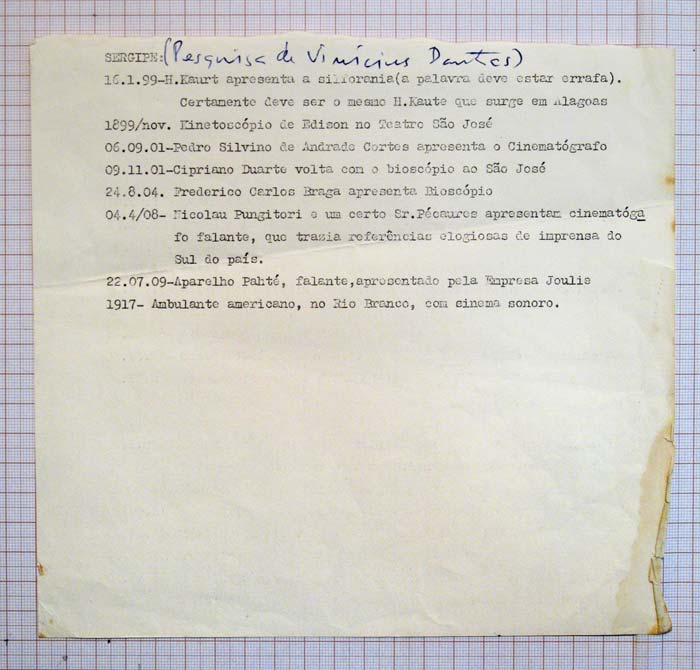 SERGIPE:(Pesquisa de Vinicius Dantas)
16.1.99-H.Kaurt apresenta a silforania(a palavra deve estar errafa).
Certamente deve ser o mesmo H.Kaute que surge em Alagoas
1899/nov. Kinetoscópio de Edison no Teatro São José
06.09.01-Pedro Silvino de Andrade Cortes apresenta o Cinematógrafo
09.11.01-Cipriano Duarte volta com o bioscópio ao São José
24.8.04. Frederico Carlos Braga apresenta Bioscópio
04.4/08- Nicolau Pungitori e um certo Sr.Pécaures apresentam cinematóga
fo falante, que trazia referências elogiosas de imprensa do
Sul do país.
22.07.09-Aparelho Pahté, falante,apresentado pela Empresa Joulie
1917- Ambulante americano, no Rio Branco, com sinema sonoro.